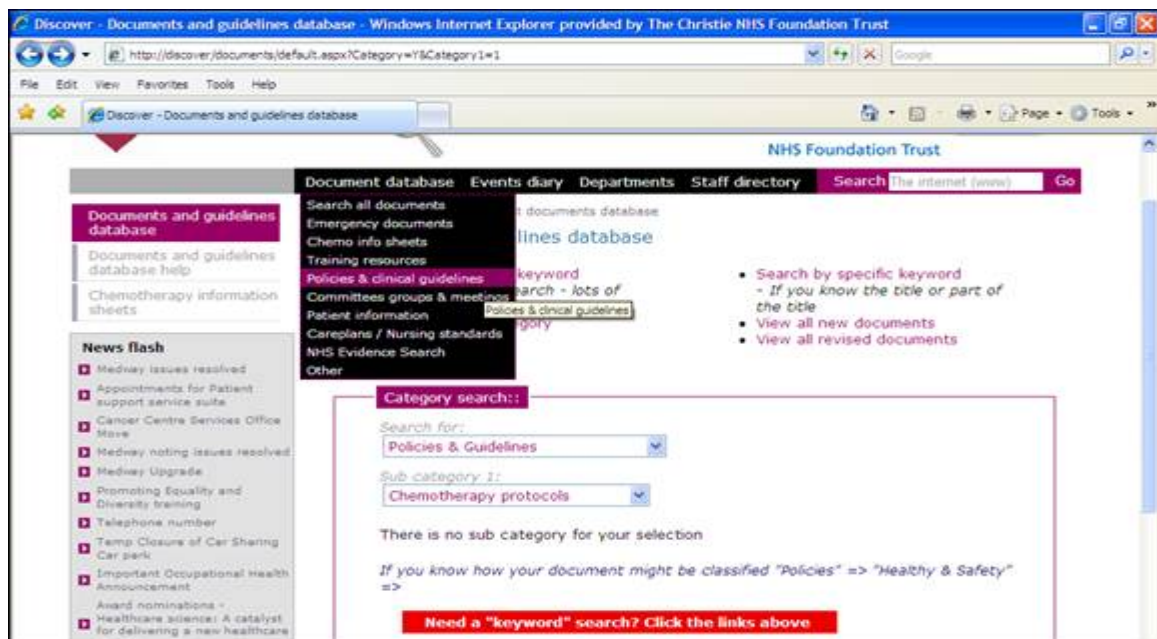 Discover - Documents and guidelines database - Windows Internet Explorer provided by The Christie NHS Foundation Trust
http://discover/documents/default.aspx?Category=Y&Category1=1
Google
File Edit View Favorites Tools Help
Discover - Documents and guidelines database
Page Tools
NHS Foundation Trust
Document database Events diary Departments Staff directory Search The internet (www) Go
Documents and guidelines
database
Documents and guidelines
database help
Chemotherapy information
sheets
News flash
Medway issues resolved
Appointments for Patient
support service suite
Cancer Centre Services Office
Move
Medway noting issues resolved
Medway Upgrade
Promoting Equality and
Diversity training
Telephone number
Temp Closure of Car Sharing
Car park
Important Occupational Health
Announcement
Award nominations -
Healthcare science: A catalyst
for delivering a new healthcare
Search all documents
Emergency documents
Chemo info sheets
Training resources
Policies & clinical guidelines
Committees groups & meetings
Patient information
Careplans / Nursing standards
NHS Evidence Search
Other
Policies & clinical guidelines
t documents database
lines database
keyword
earch - lots of
egory
Search by specific keyword
- If you know the title or part of
the title
View all new documents
View all revised documents
Category search::
Search for:
Policies & Guidelines
Sub category 1:
Chemotherapy protocols
There is no sub category for your selection
If you know how your document might be classified "Policies" => "Healthy & Safety"
=>
Need a "keyword" search? Click the links above